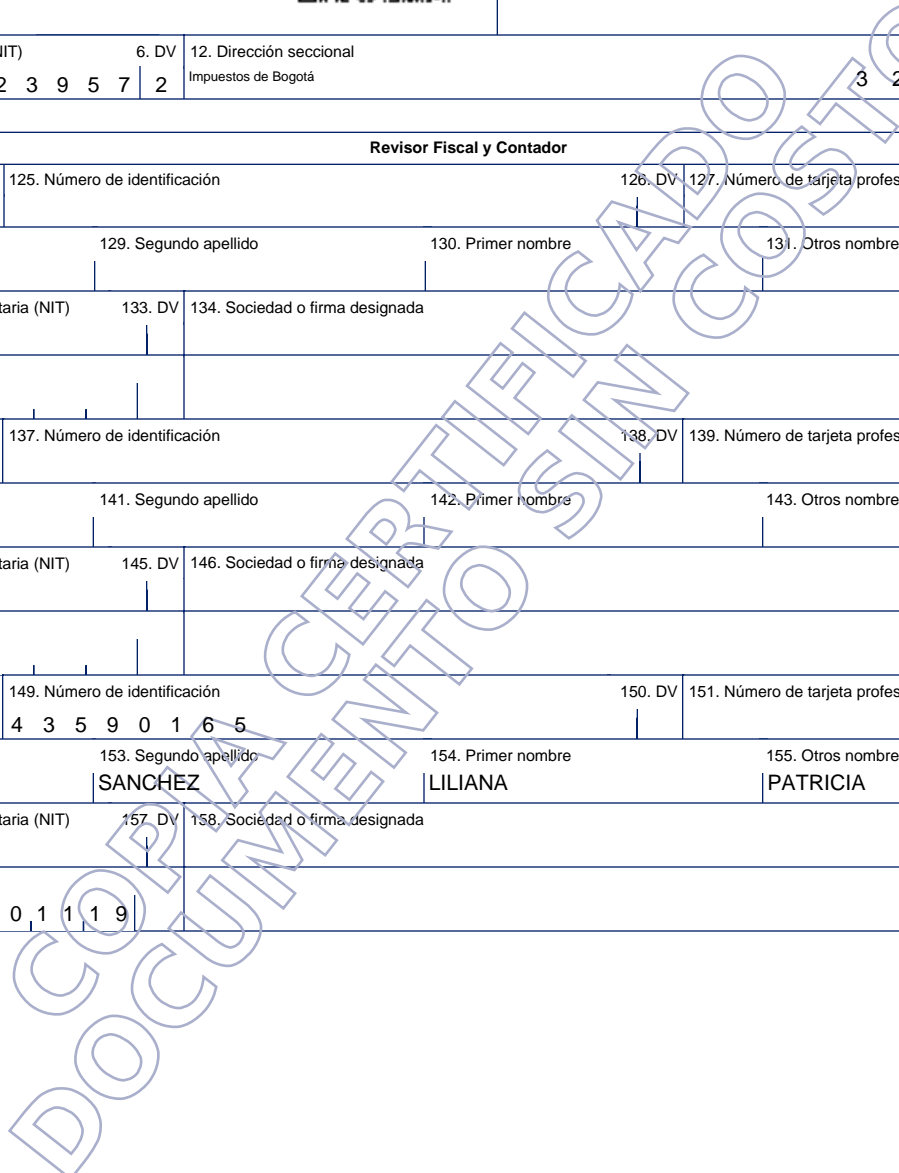 NIT) 6. DV 12. Dirección seccional
2 3 9 5 7 2 Impuestos de Bogotá 3 2
Revisor Fiscal y Contador
125. Número de identificación 126. DV 127. Número de tarjeta profes
129. Segundo apellido 130. Primer nombre 131. Otros nombre
taria (NIT) 133. DV 134. Sociedad o firma designada
137. Número de identificación 138. DV 139. Número de tarjeta profes
141. Segundo apellido 142. Primer nombre 143. Otros nombre
taria (NIT) 145. DV 146. Sociedad o firma designada
149. Número de identificación 150. DV 151. Número de tarjeta profes
4 3 5 9 0 1 6 5
153. Segundo apellido 154. Primer nombre 155. Otros nombre
SANCHEZ LILIANA PATRICIA
taria (NIT) 157. DV 158. Sociedad o firma designada
0 1 1 1 9
COPIA CERTIFICADO
DOCUMENTO SIN COSTO